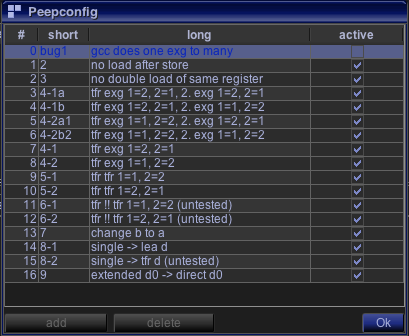 Peepconfig
# short long active
0 bug1 gcc does one exg to many
1 2 no load after store
2 3 no double load of same register
3 4-1a tfr exg 1=2, 2=1, 2. exg 1=2, 2=1
4 4-1b tfr exg 1=2, 2=1, 2. exg 1=1, 2=2
5 4-2a1 tfr exg 1=1, 2=2, 2. exg 1=2, 2=1
6 4-2b2 tfr exg 1=1, 2=2, 2. exg 1=1, 2=2
7 4-1 tfr exg 1=2, 2=1
8 4-2 tfr exg 1=1, 2=2
9 5-1 tfr tfr 1=1, 2=2
10 5-2 tfr tfr 1=2, 2=1
11 6-1 tfr !! tfr 1=1, 2=2 (untested)
12 6-2 tfr !! tfr 1=2, 2=1 (untested)
13 7 change b to a
14 8-1 single -> lea d
15 8-2 single -> tfr d (untested)
16 9 extended d0 -> direct d0
add delete Ok